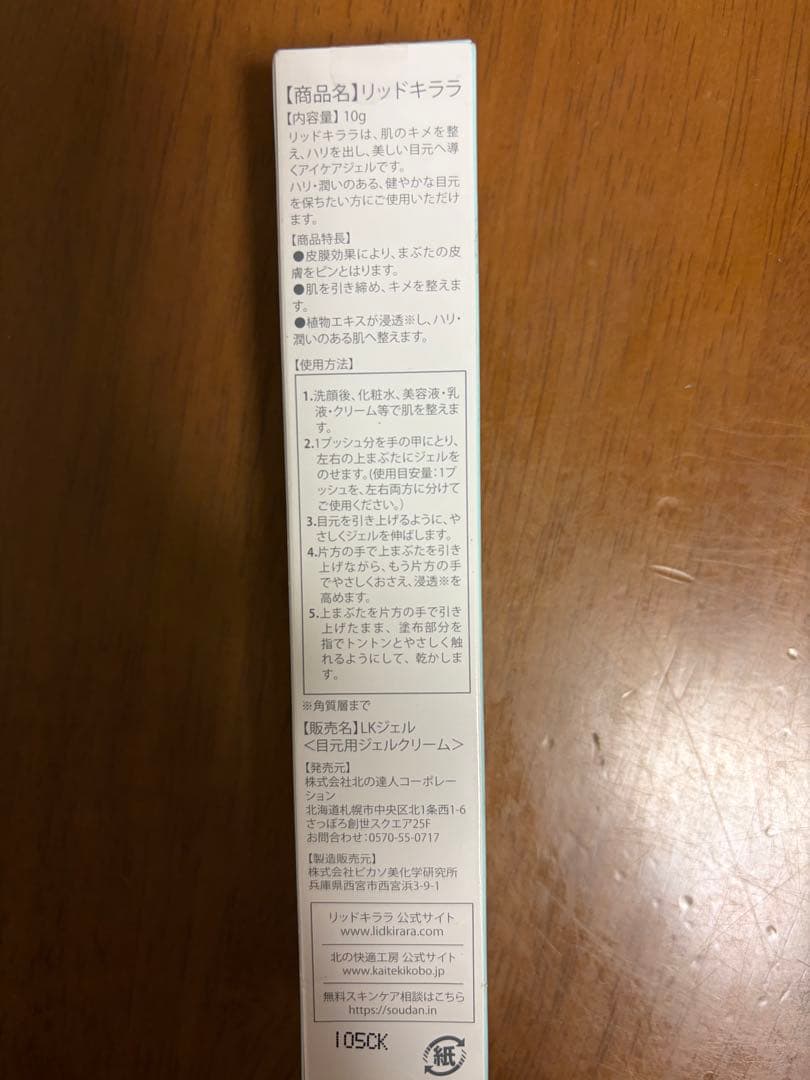 【商品名】リッドキララ
【内容量】10g
リッドキララは、肌のキメを整
え、ハリを出し、美しい目元へ導
くアイケアジェルです。
ハリ・潤いのある、健やかな目元
を保ちたい方にご使用いただけ
ます。
【商品特長】
●皮膜効果により、まぶたの皮
膚をピンとはります。
●肌を引き締め、キメを整えま
す。
●植物エキスが浸透※し、ハリ・
潤いのある肌へ整えます。
【使用方法】
1.洗顔後、化粧水、美容液・乳
液・クリーム等で肌を整えま
す。
2.1プッシュ分を手の甲にとり、
左右の上まぶたにジェルを
のせます。(使用目安量:1プ
ッシュを、左右両方に分けて
ご使用ください。)
3.目元を引き上げるように、や
さしくジェルを伸ばします。
4.片方の手で上まぶたを引き
上げながら、もう片方の手
でやさしくおさえ、浸透※を
高めます。
5.上まぶたを片方の手で引き
上げたまま、塗布部分を
指でトントンとやさしく触
れるようにして、乾かしま
す。
※角質層まで
【販売名】LKジェル
＜目元用ジェルクリーム＞
【発売元】
株式会社北の達人コーポレー
ション
北海道札幌市中央区北1条西1-6
さっぽろ創世スクエア25F
お問合わせ:0570-55-0717
【製造販売元】
株式会社ピカソ美化学研究所
兵庫県西宮市西宮浜3-9-1
リッドキララ 公式サイト
www.lidkirara.com
北の快適工房 公式サイト
www.kaitekikobo.jp
無料スキンケア相談はこちら
https://soudan.in
105CK
紙